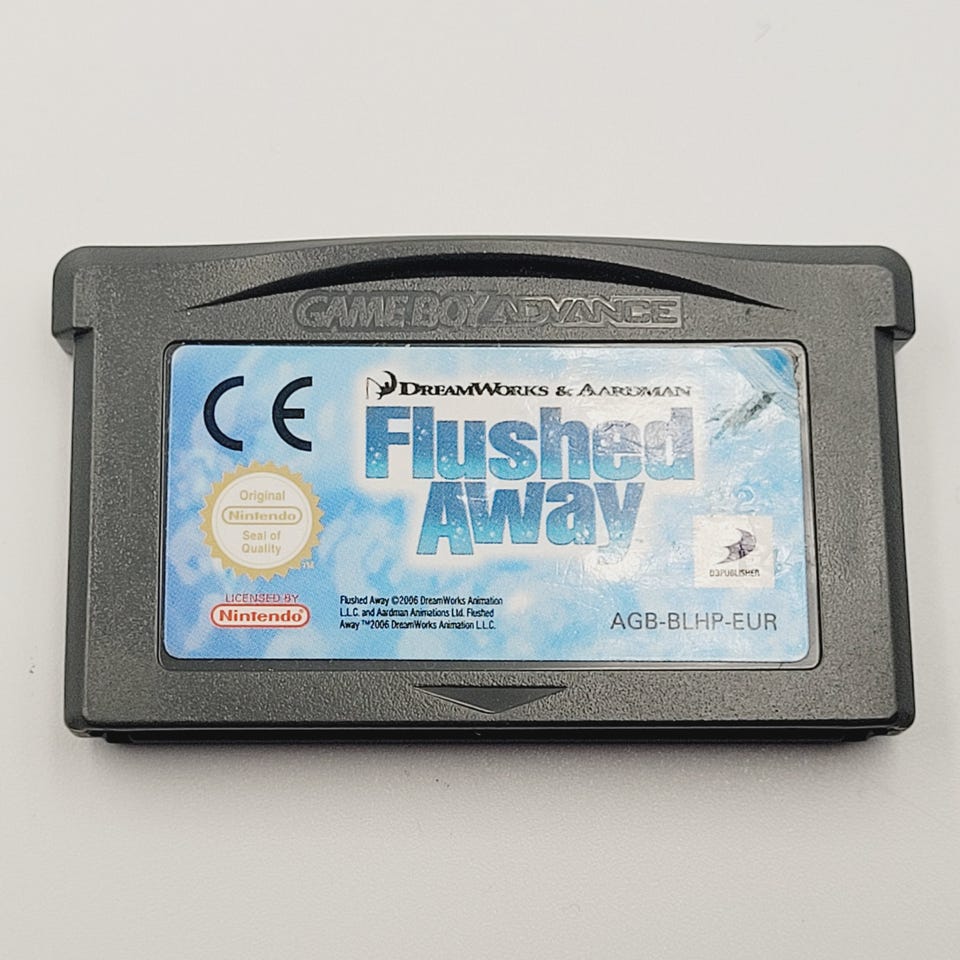 GAME BOY ADVANCE
CE
DREAMWORKS & AARDMAN
Flushed
Away
Original
Nintendo
Seal of
Quality
TM
D3PUBLISHER
LICENSED BY
Nintendo
Flushed Away ©2006 DreamWorks Animation
L.L.C. and Aardman Animations Ltd. Flushed
Away ™2006 DreamWorks Animation L.L.C.
AGB-BLHP-EUR